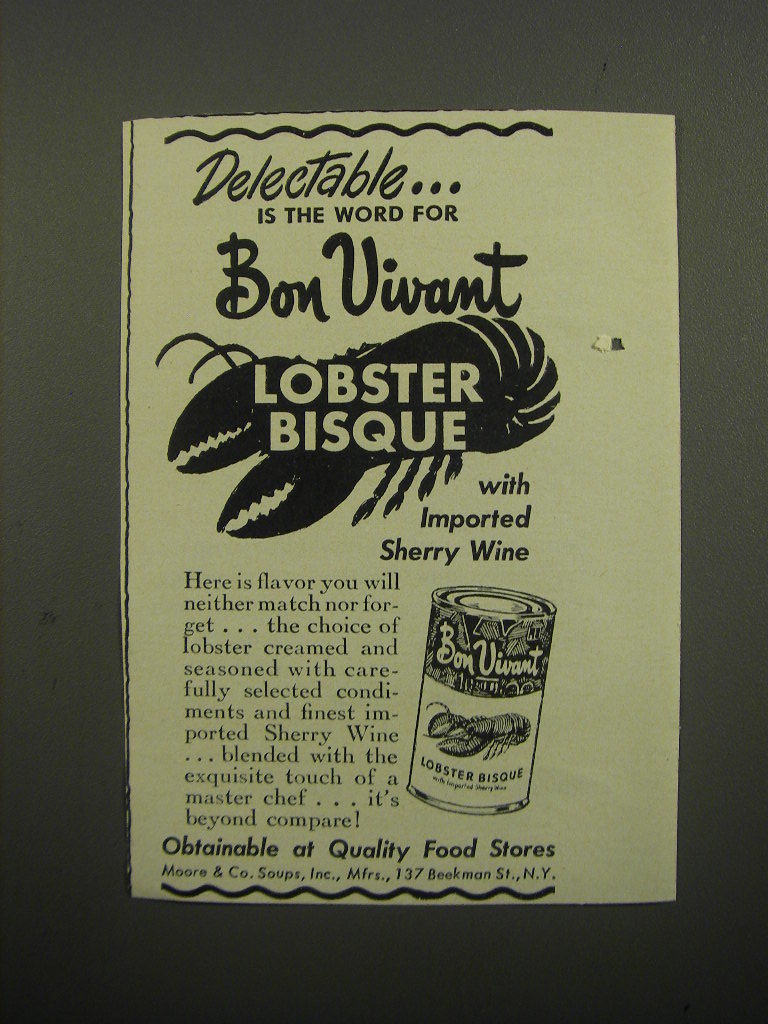 Delectable...
IS THE WORD FOR
Bon Vivant
LOBSTER
BISQUE
with
Imported
Sherry Wine
Here is flavor you will
neither match nor for-
get . . . the choice of
lobster creamed and
seasoned with care-
fully selected condi-
ments and finest im-
ported Sherry Wine
. . . blended with the
exquisite touch of a
master chef . . . it's
beyond compare!
Bon Vivant
LOBSTER BISQUE
with Imported Sherry Wine
Obtainable at Quality Food Stores
Moore & Co. Soups, Inc., Mfrs., 137 Beekman St., N.Y.